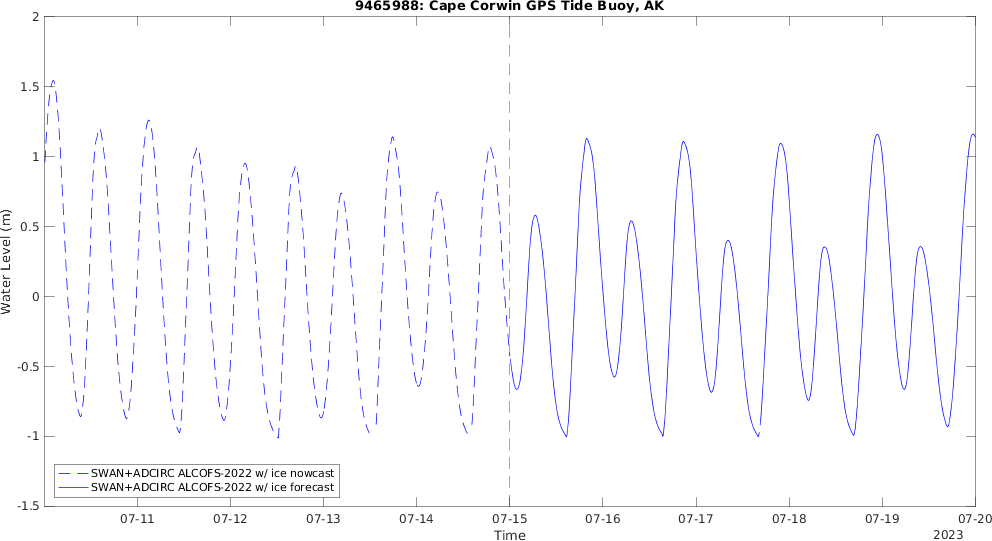 9465988: Cape Corwin GPS Tide Buoy, AK
2
1.5
1
0.5
0
-0.5
-1
-1.5
Water Level (m)
SWAN+ADCIRC ALCOFS-2022 w/ ice nowcast
SWAN+ADCIRC ALCOFS-2022 w/ ice forecast
07-11 07-12 07-13 07-14 07-15 07-16 07-17 07-18 07-19 07-20
Time
2023